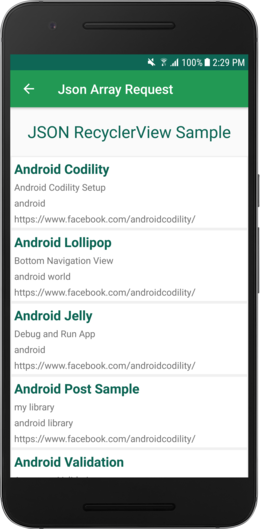 100% 2:29 PM
Json Array Request
JSON RecyclerView Sample
Android Codility
Android Codility Setup
android
https://www.facebook.com/androidcodility/
Android Lollipop
Bottom Navigation View
android world
https://www.facebook.com/androidcodility/
Android Jelly
Debug and Run App
android
https://www.facebook.com/androidcodility/
Android Post Sample
my library
android library
https://www.facebook.com/androidcodility/
Android Validation